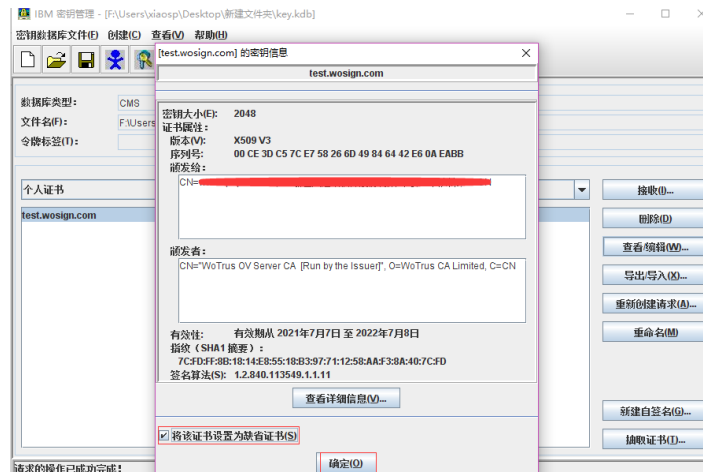 IBM 密钥管理 - [F:\Users\xiaosp\Desktop\新建文件夹\key.kdb]
密钥数据库文件(F) 创建(C) 查看(V) 帮助(H)
[test.wosign.com] 的密钥信息
test.wosign.com
数据库类型: CMS
文件名(F): F:\Users
令牌标签(T):
密钥大小(E): 2048
证书属性:
版本(V): X509 V3
序列号: 00 CE 3D C5 7C E7 58 26 6D 49 84 64 42 E6 0A EABB
颁发给:
CN=
颁发者:
CN="WoTrus OV Server CA [Run by the Issuer]", O=WoTrus CA Limited, C=CN
有效性: 有效期从 2021年7月7日 至 2022年7月8日
指纹(SHA1 摘要):
7C:FD:FF:8B:18:14:E8:55:18:B3:97:71:12:58:AA:F3:8A:40:7C:FD
签名算法(S): 1.2.840.113549.1.1.11
查看详细信息(V)...
将该证书设置为缺省证书(S)
确定(O)
个人证书
test.wosign.com
接收(I)...
删除(D)
查看/编辑(W)...
导出/导入(X)...
重新创建请求(A)...
重命名(M)
新建自签名(G)...
抽取证书(T)...
请求的操作已成功完成!